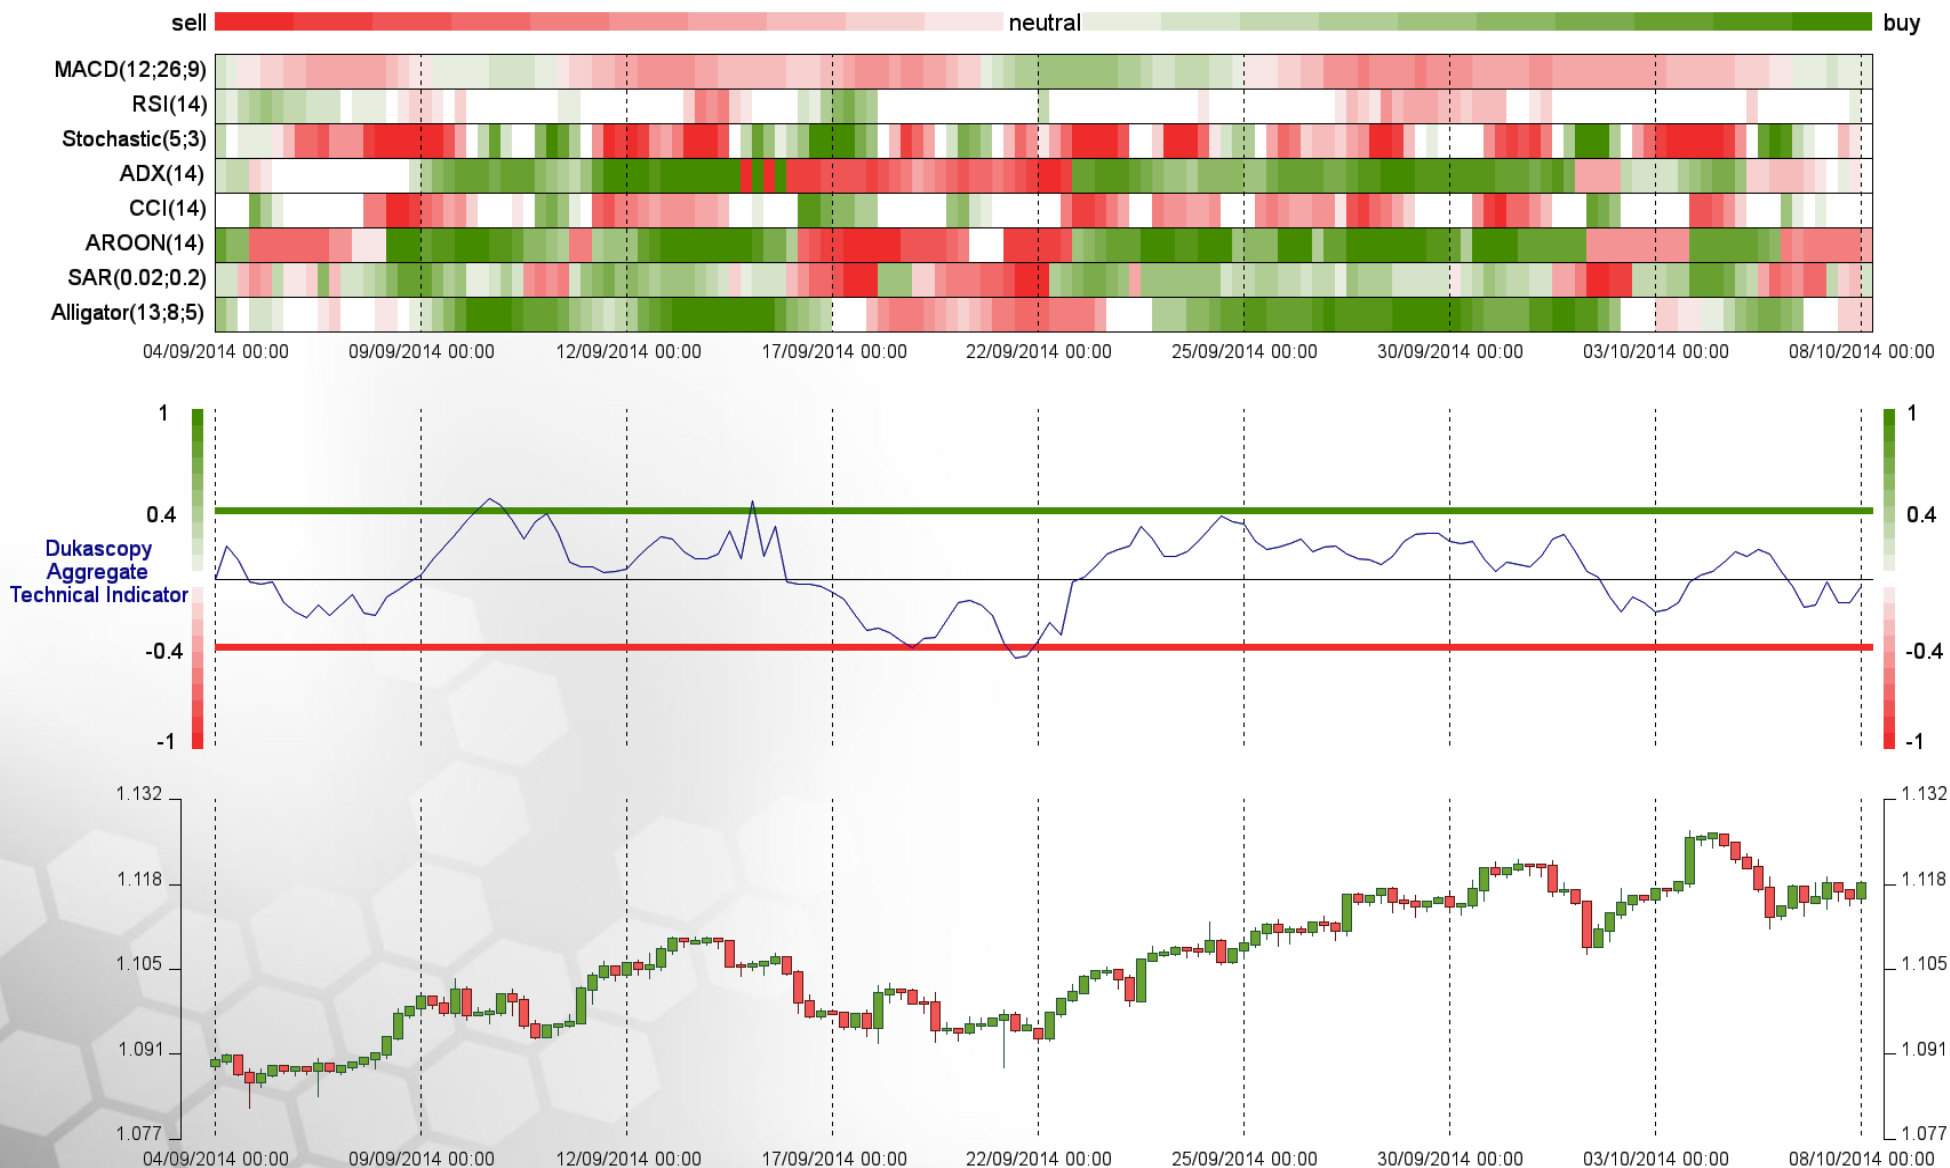 sell neutral buy
MACD(12;26;9)
RSI(14)
Stochastic(5;3)
ADX(14)
CCI(14)
AROON(14)
SAR(0.02;0.2)
Alligator(13;8;5)
04/09/2014 00:00 09/09/2014 00:00 12/09/2014 00:00 17/09/2014 00:00 22/09/2014 00:00 25/09/2014 00:00 30/09/2014 00:00 03/10/2014 00:00 08/10/2014 00:00
1 1
0.4 0.4
Dukascopy
Aggregate
Technical Indicator
-0.4 -0.4
-1 -1
1.132 1.132
1.118 1.118
1.105 1.105
1.091 1.091
1.077 1.077
04/09/2014 00:00 09/09/2014 00:00 12/09/2014 00:00 17/09/2014 00:00 22/09/2014 00:00 25/09/2014 00:00 30/09/2014 00:00 03/10/2014 00:00 08/10/2014 00:00